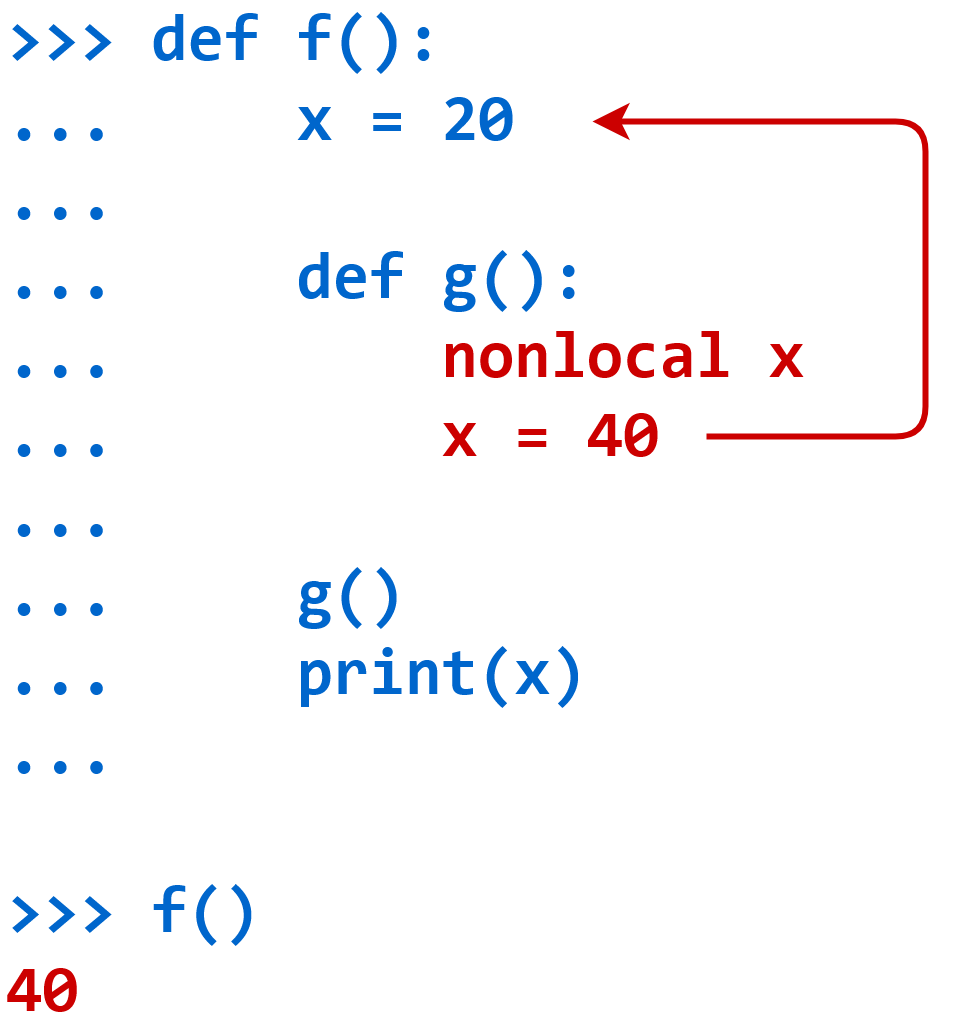 >>> def f():
...     x = 20
...
...     def g():
...         nonlocal x
...         x = 40
...
...     g()
...     print(x)
...
>>> f()
40